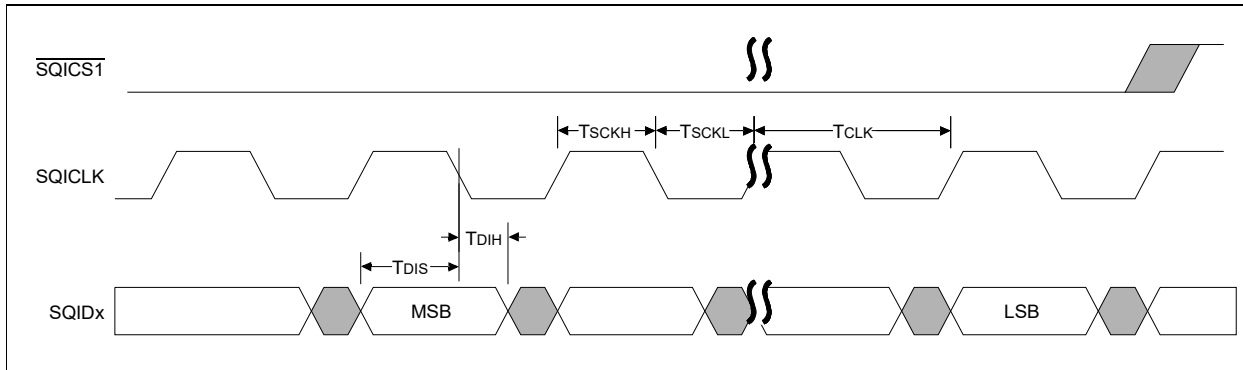 SQICS1
TSCKH TSCKL TCLK
SQICLK
TDIH
TDIS
SQIDx MSB LSB